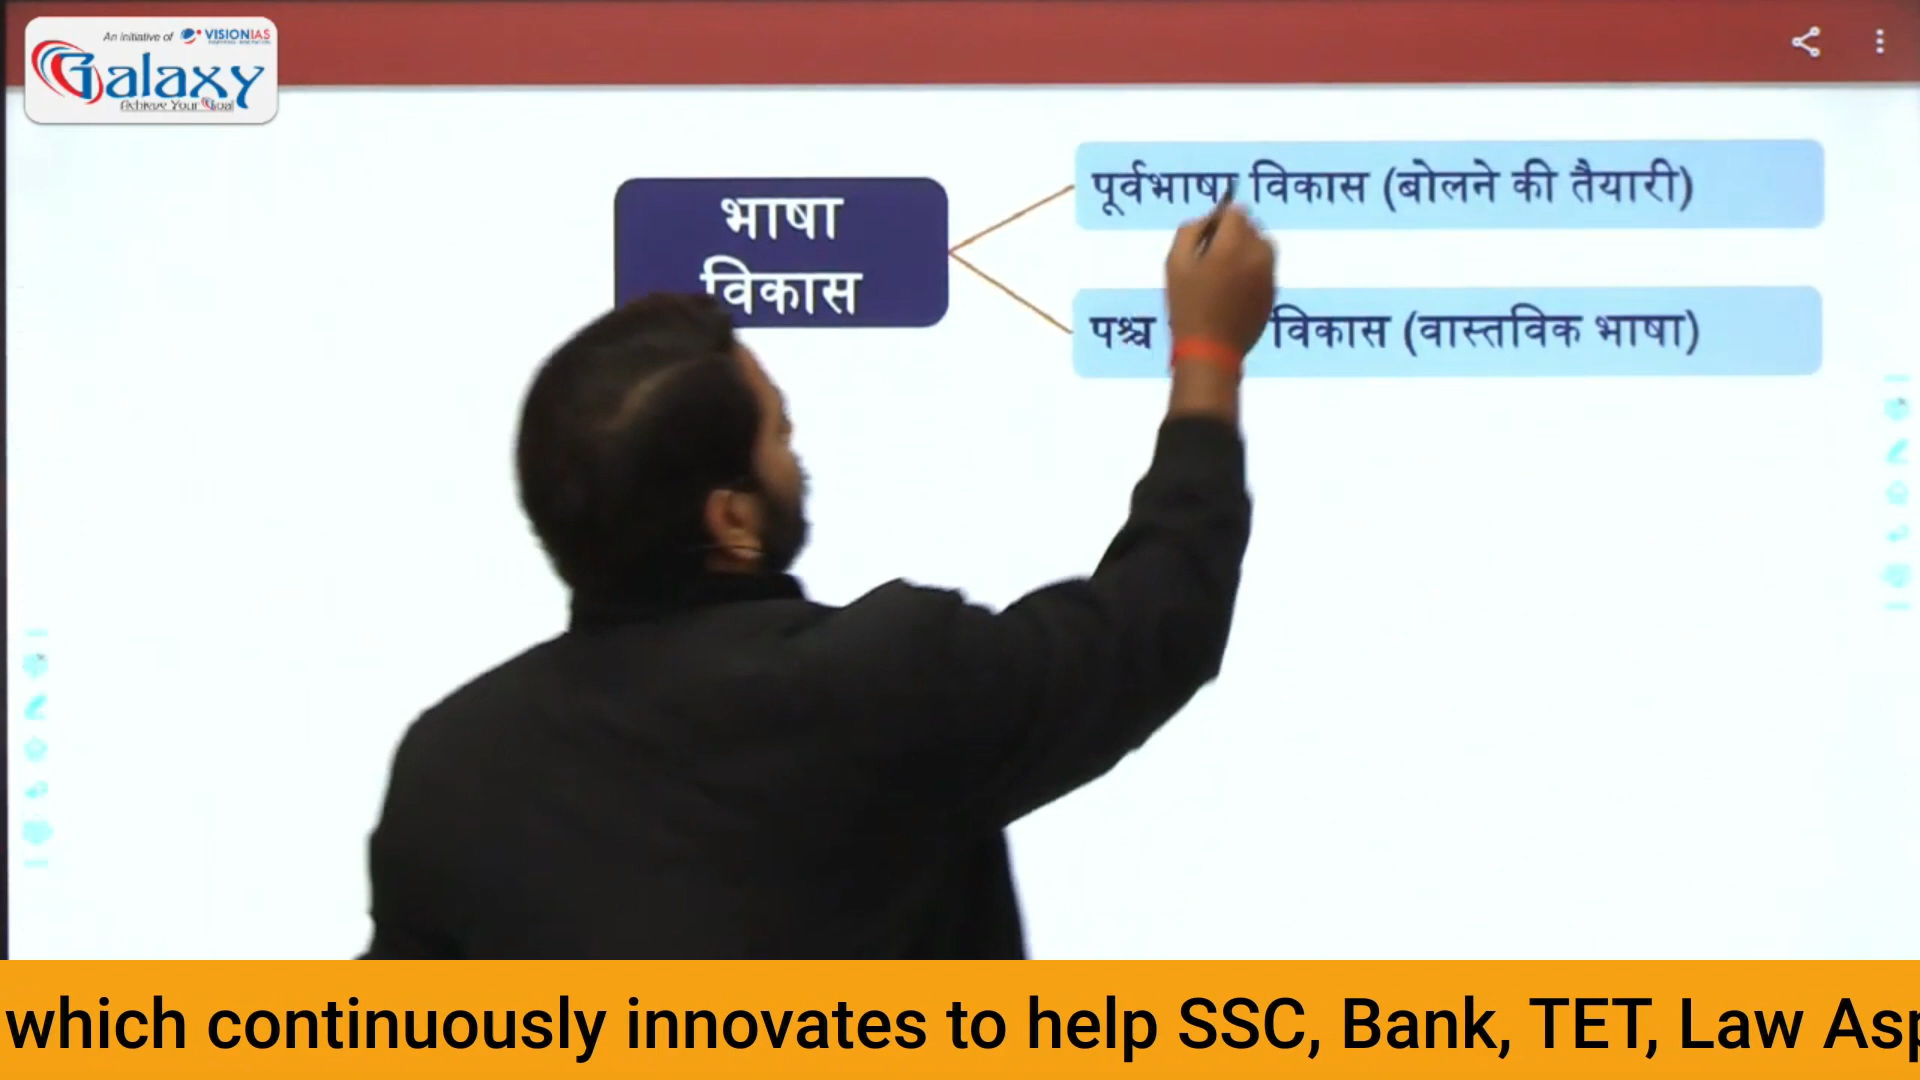 An initiative of VISIONIAS
Galaxy
Achieve Your Goal
भाषा
विकास
पूर्वभाषा विकास (बोलने की तैयारी)
पश्च विकास (वास्तविक भाषा)
which continuously innovates to help SSC, Bank, TET, Law Asp